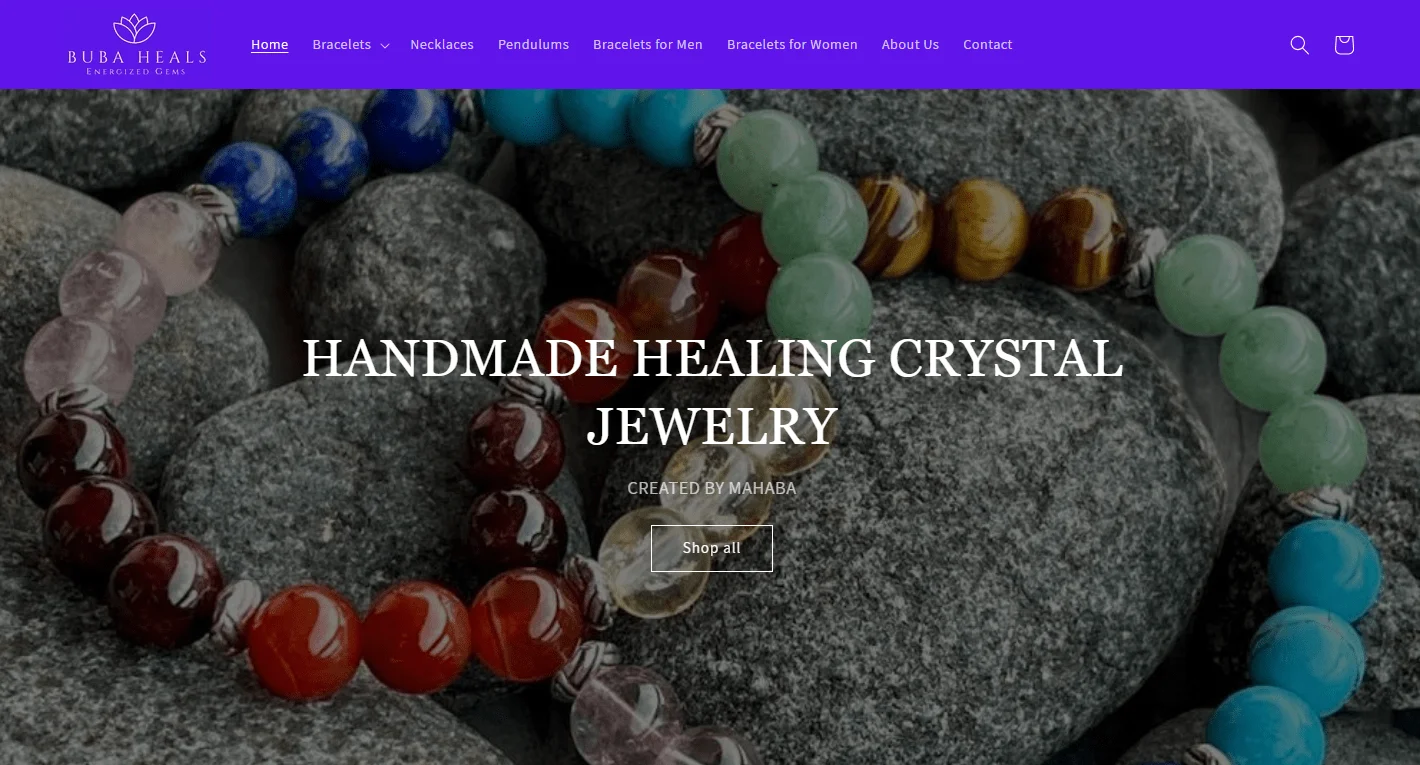 BUBA HEALS
ENERGIZED GEMS
Home Bracelets Necklaces Pendulums Bracelets for Men Bracelets for Women About Us Contact
HANDMADE HEALING CRYSTAL
JEWELRY
CREATED BY MAHABA
Shop all